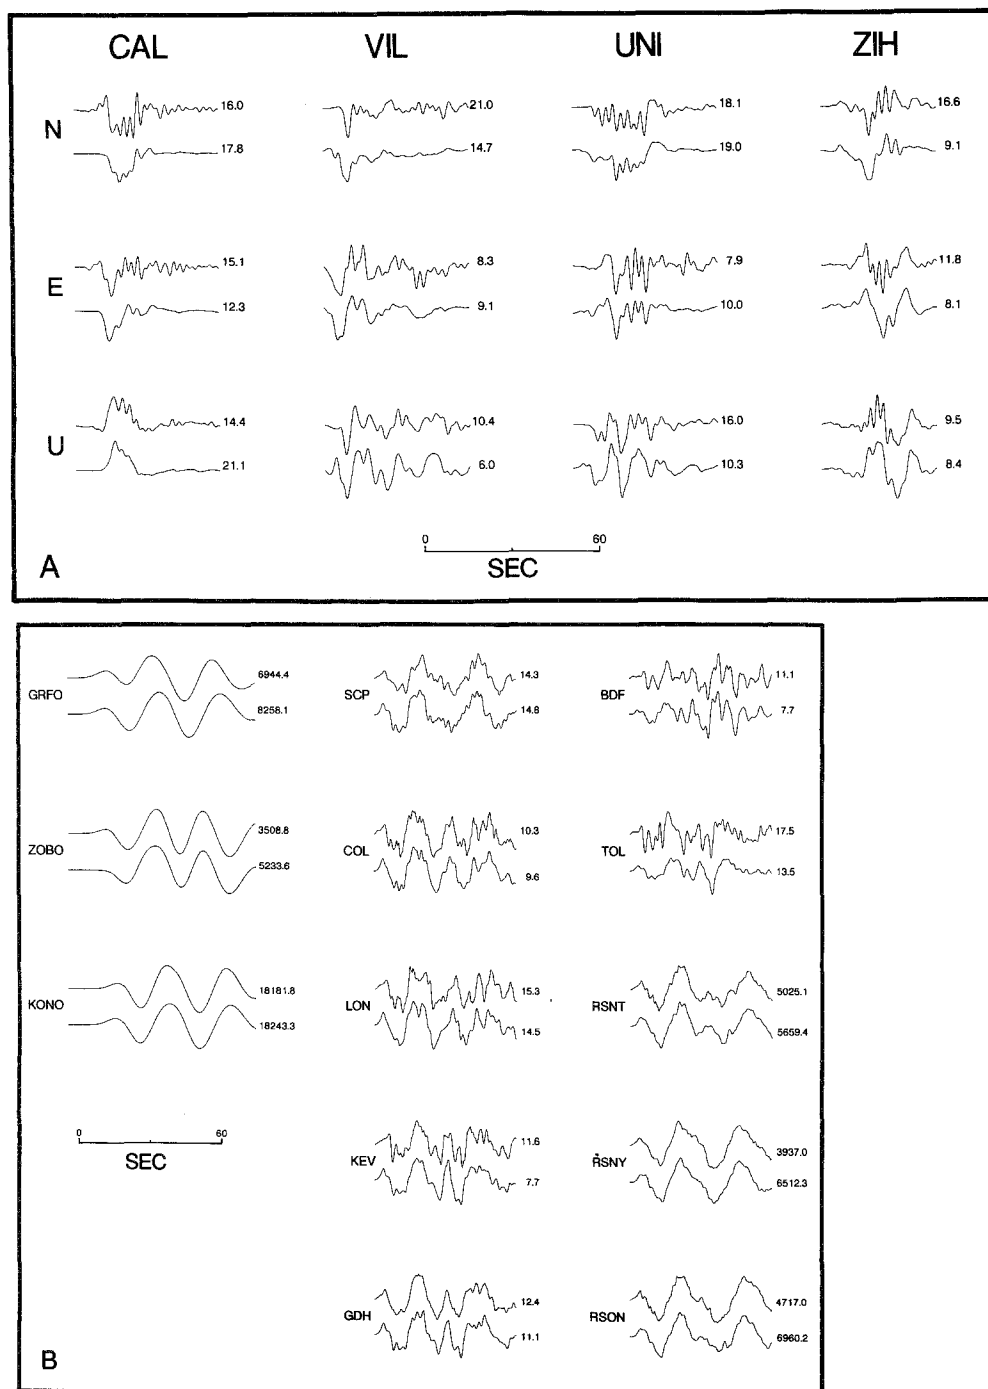 CAL VIL UNI ZIH
N 16.0 21.0 18.1 16.6
17.8 14.7 19.0 9.1
E 15.1 8.3 7.9 11.8
12.3 9.1 10.0 8.1
U 14.4 10.4 16.0 9.5
21.1 6.0 10.3 8.4
0 60
SEC
A
GRFO 6944.4 SCP 14.3 BDF 11.1
8258.1 14.8 7.7
ZOBO 3508.8 COL 10.3 TOL 17.5
5233.6 9.6 13.5
KONO 18181.8 LON 15.3 RSNT 5025.1
18243.3 14.5 5659.4
0 60
SEC
KEV 11.6 RSNY 3937.0
7.7 6512.3
GDH 12.4 RSON 4717.0
11.1 6960.2
B